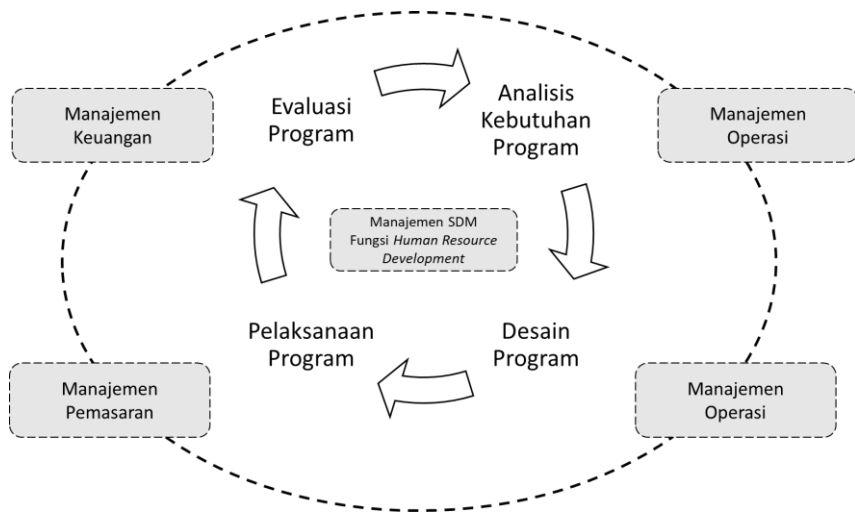 Manajemen
Keuangan
Evaluasi
Program
Analisis
Kebutuhan
Program
Manajemen
Operasi
Manajemen SDM
Fungsi Human Resource
Development
Pelaksanaan
Program
Desain
Program
Manajemen
Pemasaran
Manajemen
Operasi